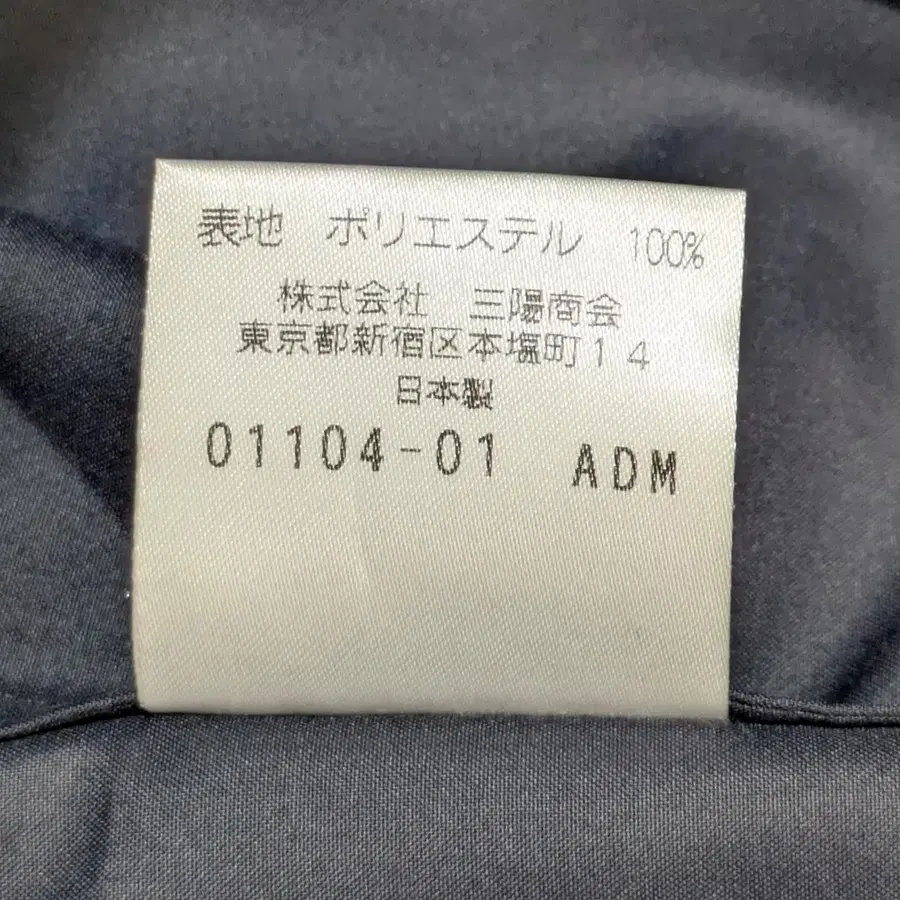 表地　ポリエステル　100%
株式会社　三陽商会
東京都新宿区本塩町１４
日本製
01104-01　ADM